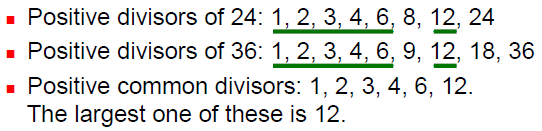 Positive divisors of 24: 1, 2, 3, 4, 6, 8, 12, 24
Positive divisors of 36: 1, 2, 3, 4, 6, 9, 12, 18, 36
Positive common divisors: 1, 2, 3, 4, 6, 12.
The largest one of these is 12.